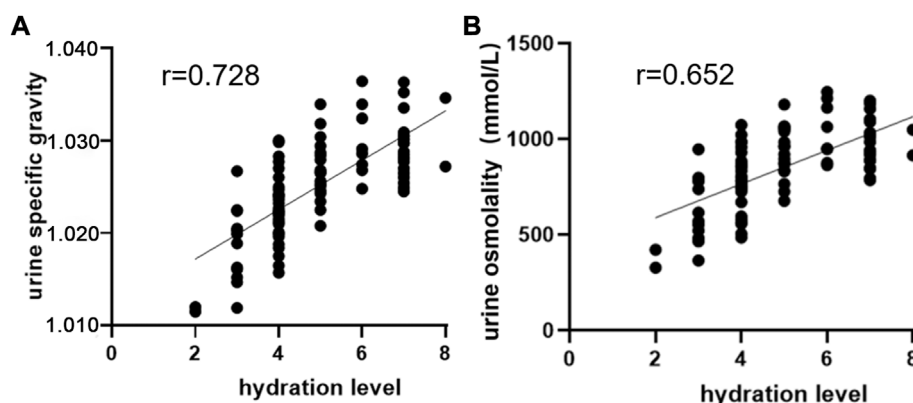 A
r=0.728
urine specific gravity
1.040
1.030
1.020
1.010
0 2 4 6 8
hydration level
B
r=0.652
urine osmolality (mmol/L)
1500
1000
500
0
0 2 4 6 8
hydration level